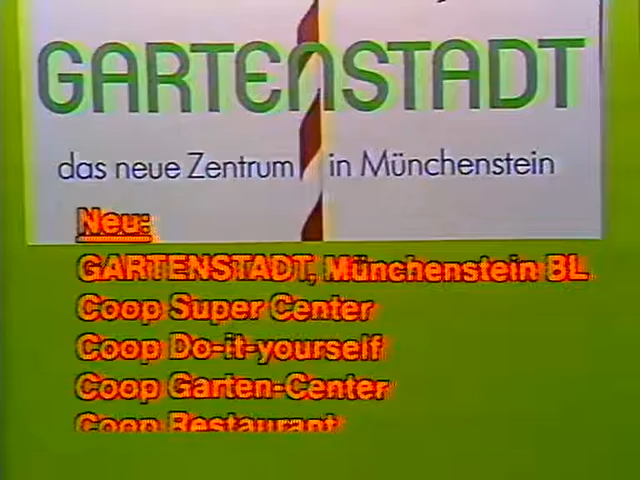 GARTENSTADT
das neue Zentrum in Münchenstein
Neu:
GARTENSTADT, Münchenstein BL
Coop Super Center
Coop Do-it-yourself
Coop Garten-Center
Coop Restaurant